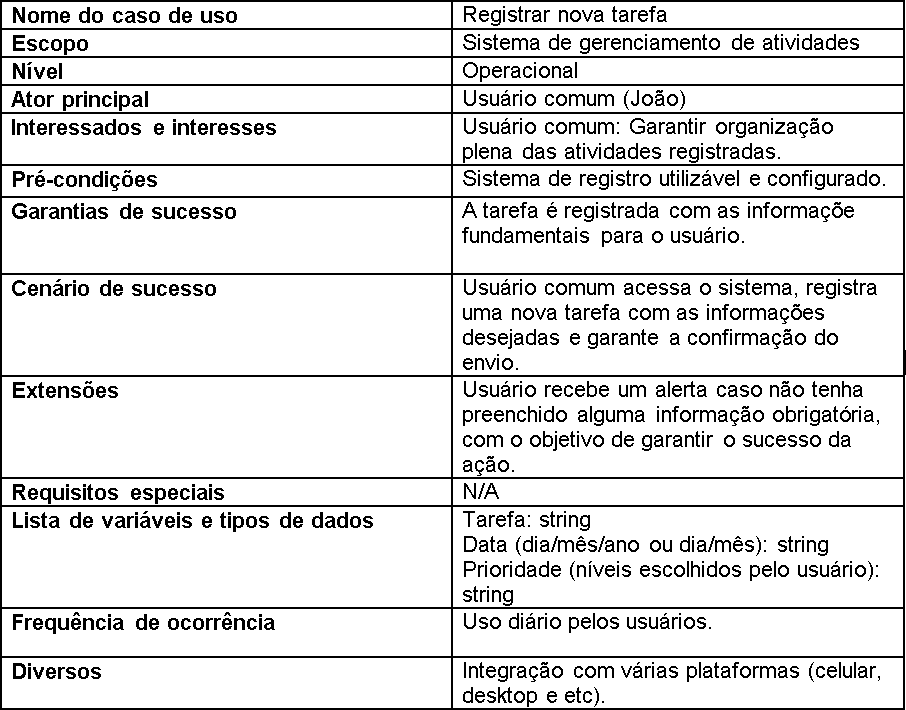 Nome do caso de uso
Registrar nova tarefa
Escopo
Sistema de gerenciamento de atividades
Nível
Operacional
Ator principal
Usuário comum (João)
Interessados e interesses
Usuário comum: Garantir organização
plena das atividades registradas.
Pré-condições
Sistema de registro utilizável e configurado.
Garantias de sucesso
A tarefa é registrada com as informaçõe
fundamentais para o usuário.
Cenário de sucesso
Usuário comum acessa o sistema, registra
uma nova tarefa com as informações
desejadas e garante a confirmação do
envio.
Extensões
Usuário recebe um alerta caso não tenha
preenchido alguma informação obrigatória,
com o objetivo de garantir o sucesso da
ação.
Requisitos especiais
N/A
Lista de variáveis e tipos de dados
Tarefa: string
Data (dia/mês/ano ou dia/mês): string
Prioridade (níveis escolhidos pelo usuário):
string
Frequência de ocorrência
Uso diário pelos usuários.
Diversos
Integração com várias plataformas (celular,
desktop e etc).